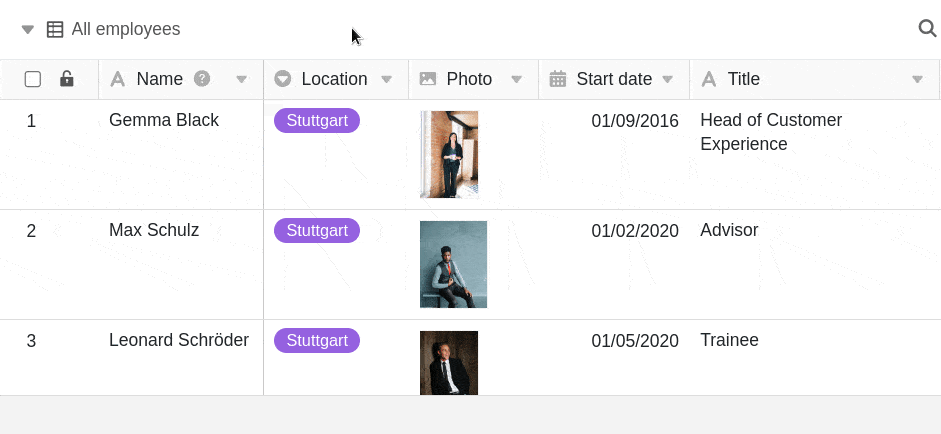 All employees
Name ? Location Photo Start date Title
1 Gemma Black Stuttgart 01/09/2016 Head of Customer
Experience
2 Max Schulz Stuttgart 01/02/2020 Advisor
3 Leonard Schröder Stuttgart 01/05/2020 Trainee